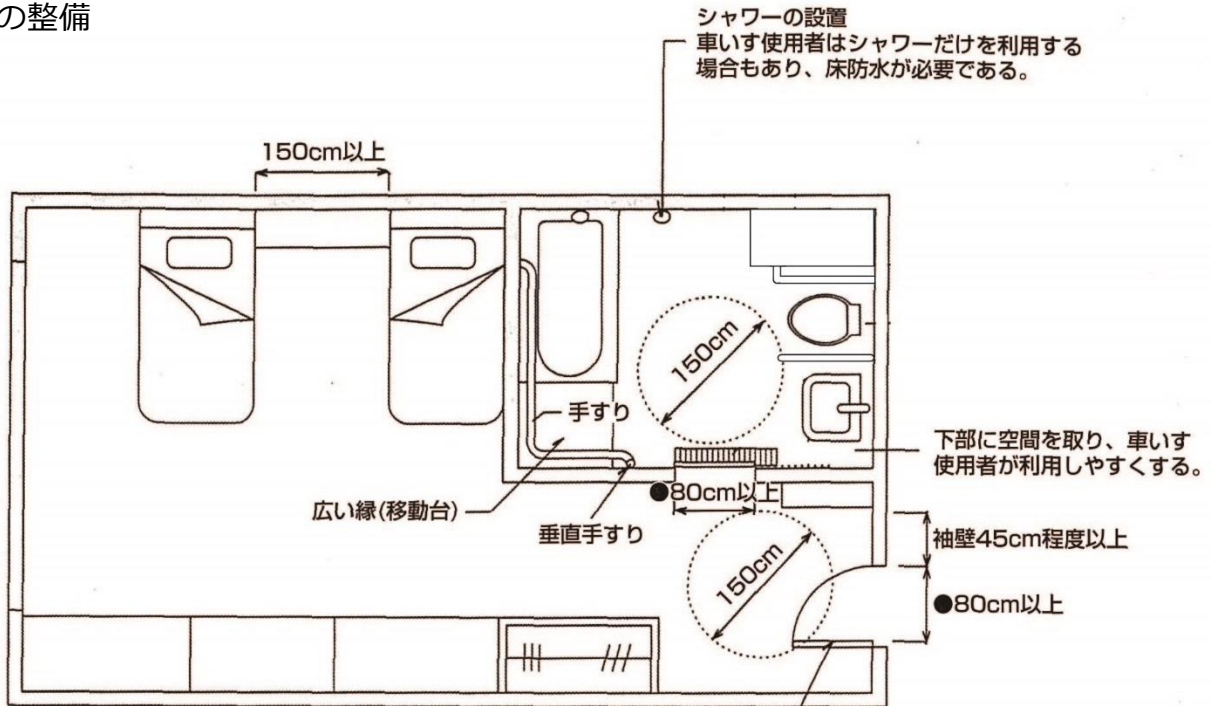 の整備
シャワーの設置
車いす使用者はシャワーだけを利用する
場合もあり、床防水が必要である。
150cm以上
150cm
手すり
下部に空間を取り、車いす
使用者が利用しやすくする。
●80cm以上
広い縁(移動台)
垂直手すり
袖壁45cm程度以上
150cm
●80cm以上